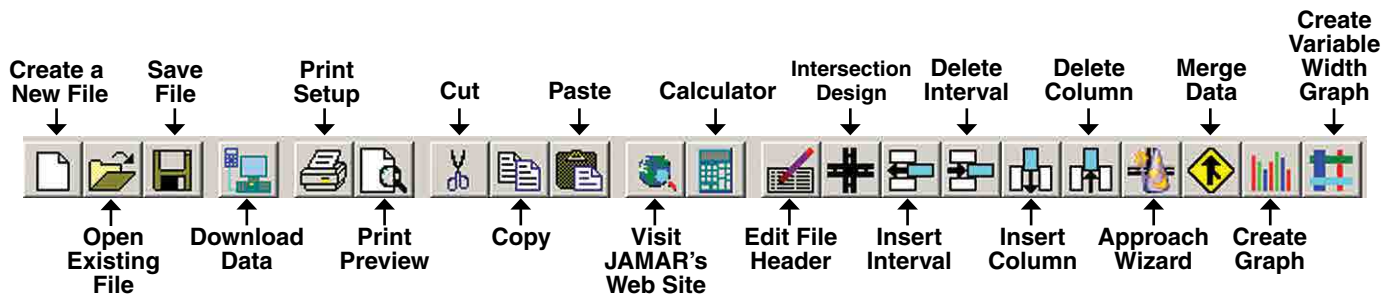 Create a
New File
Save
File
Print
Setup
Cut
Paste
Calculator
Intersection
Design
Delete
Interval
Delete
Column
Merge
Data
Create
Variable
Width
Graph
Open
Existing
File
Download
Data
Print
Preview
Copy
Visit
JAMAR's
Web Site
Edit File
Header
Insert
Interval
Insert
Column
Approach
Wizard
Create
Graph